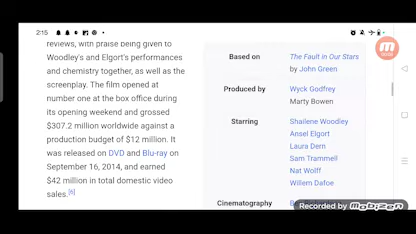 2:15
reviews, with praise being given to
Woodley's and Elgort's performances
and chemistry together, as well as the
screenplay. The film opened at
number one at the box office during
its opening weekend and grossed
$307.2 million worldwide against a
production budget of $12 million. It
was released on DVD and Blu-ray on
September 16, 2014, and earned
$42 million in total domestic video
sales.[6]
Based on The Fault in Our Stars
by John Green
Produced by Wyck Godfrey
Marty Bowen
Starring Shailene Woodley
Ansel Elgort
Laura Dern
Sam Trammell
Nat Wolff
Willem Dafoe
Cinematography
Recorded by mobizen